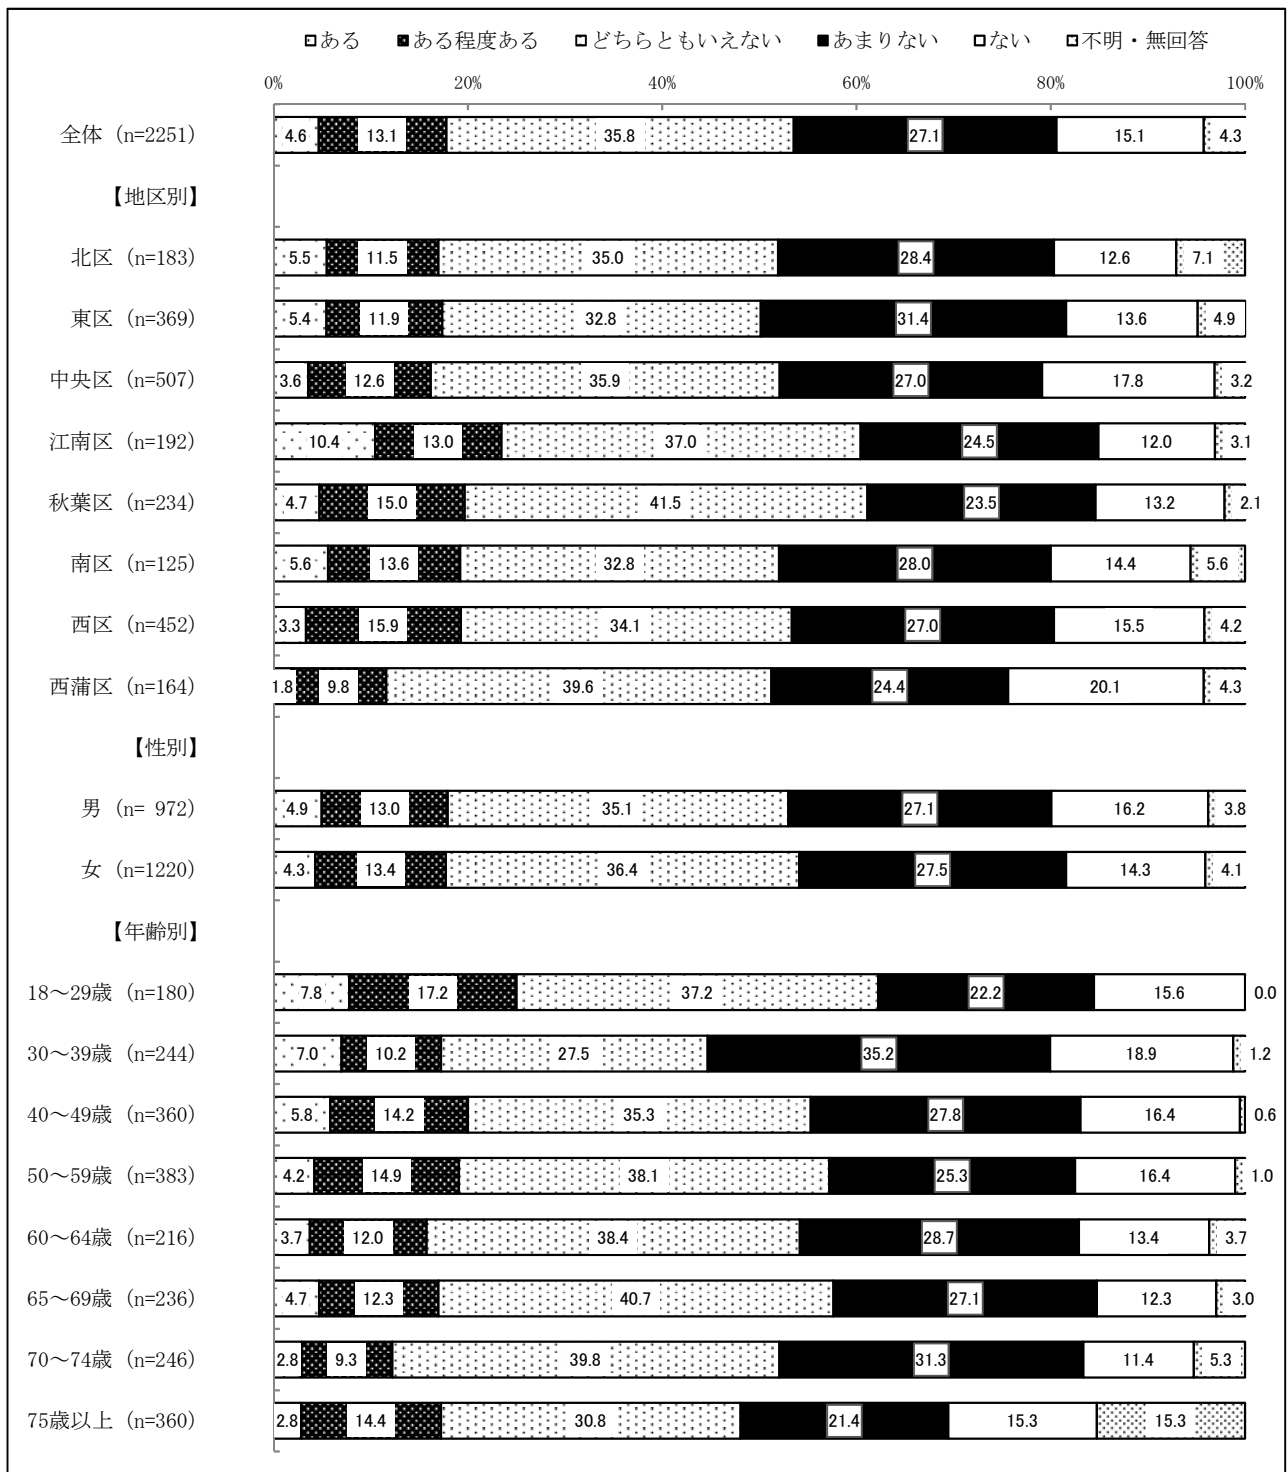 ある ある程度ある どちらともいえない あまりない ない 不明・無回答
0% 20% 40% 60% 80% 100%
全体 (n=2251) 4.6 13.1 35.8 27.1 15.1 4.3
【地区別】
北区 (n=183) 5.5 11.5 35.0 28.4 12.6 7.1
東区 (n=369) 5.4 11.9 32.8 31.4 13.6 4.9
中央区 (n=507) 3.6 12.6 35.9 27.0 17.8 3.2
江南区 (n=192) 10.4 13.0 37.0 24.5 12.0 3.1
秋葉区 (n=234) 4.7 15.0 41.5 23.5 13.2 2.1
南区 (n=125) 5.6 13.6 32.8 28.0 14.4 5.6
西区 (n=452) 3.3 15.9 34.1 27.0 15.5 4.2
西蒲区 (n=164) 1.8 9.8 39.6 24.4 20.1 4.3
【性別】
男 (n= 972) 4.9 13.0 35.1 27.1 16.2 3.8
女 (n=1220) 4.3 13.4 36.4 27.5 14.3 4.1
【年齢別】
18～29歳 (n=180) 7.8 17.2 37.2 22.2 15.6 0.0
30～39歳 (n=244) 7.0 10.2 27.5 35.2 18.9 1.2
40～49歳 (n=360) 5.8 14.2 35.3 27.8 16.4 0.6
50～59歳 (n=383) 4.2 14.9 38.1 25.3 16.4 1.0
60～64歳 (n=216) 3.7 12.0 38.4 28.7 13.4 3.7
65～69歳 (n=236) 4.7 12.3 40.7 27.1 12.3 3.0
70～74歳 (n=246) 2.8 9.3 39.8 31.3 11.4 5.3
75歳以上 (n=360) 2.8 14.4 30.8 21.4 15.3 15.3